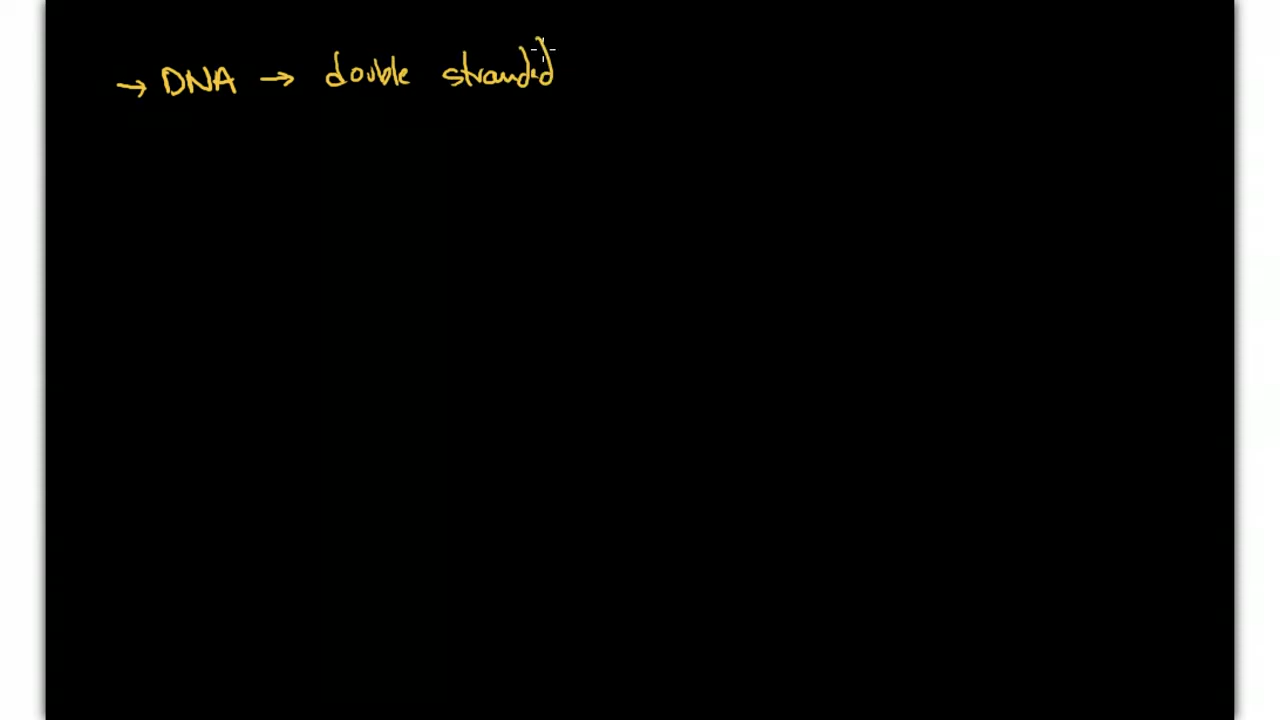 → DNA → double stranded